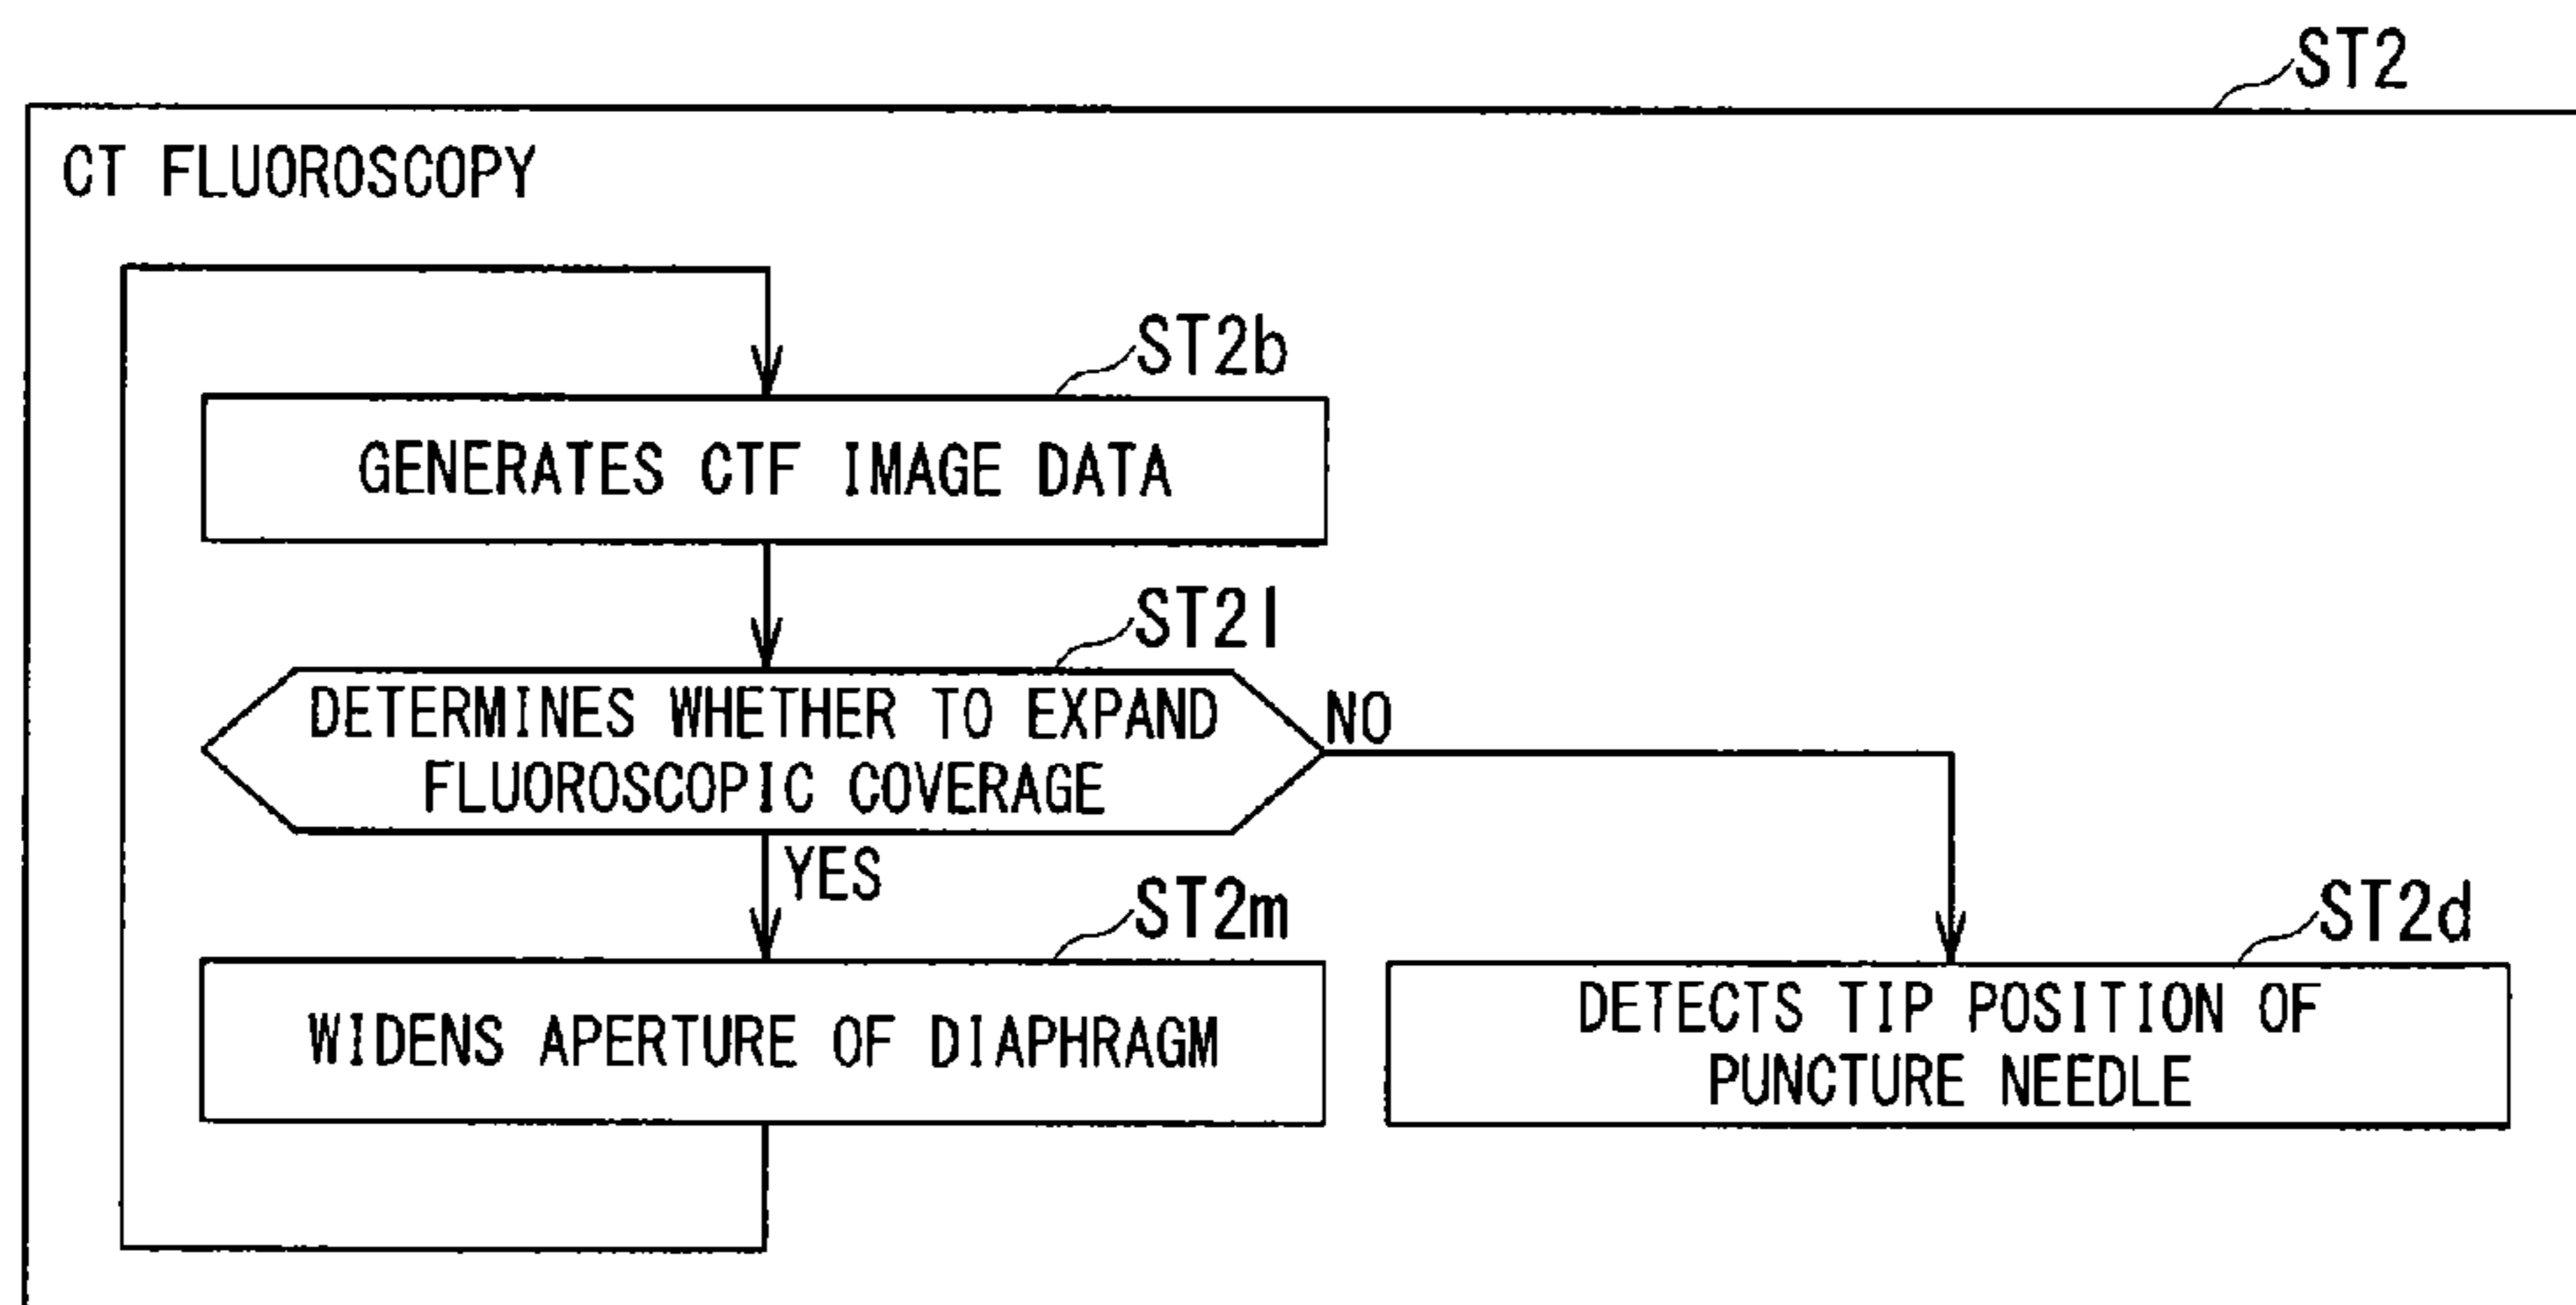 ST2
CT FLUOROSCOPY
ST2b
GENERATES CTF IMAGE DATA
ST2l
DETERMINES WHETHER TO EXPAND
FLUOROSCOPIC COVERAGE
NO
YES
ST2m
WIDENS APERTURE OF DIAPHRAGM
ST2d
DETECTS TIP POSITION OF
PUNCTURE NEEDLE